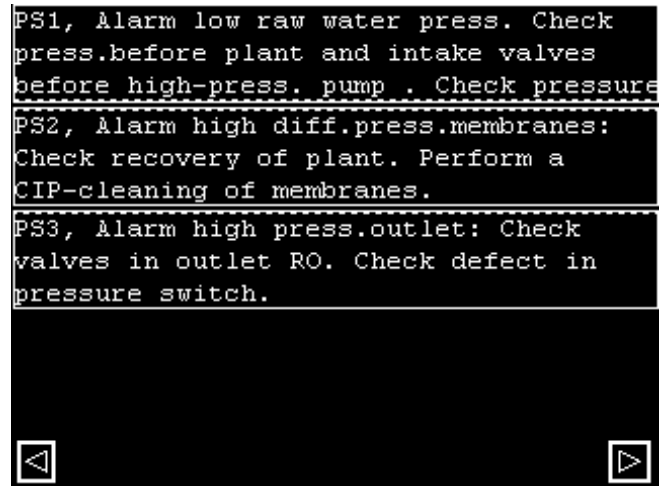 PS1, Alarm low raw water press. Check
press.before plant and intake valves
before high-press. pump . Check pressure
PS2, Alarm high diff.press.membranes:
Check recovery of plant. Perform a
CIP-cleaning of membranes.
PS3, Alarm high press.outlet: Check
valves in outlet RO. Check defect in
pressure switch.